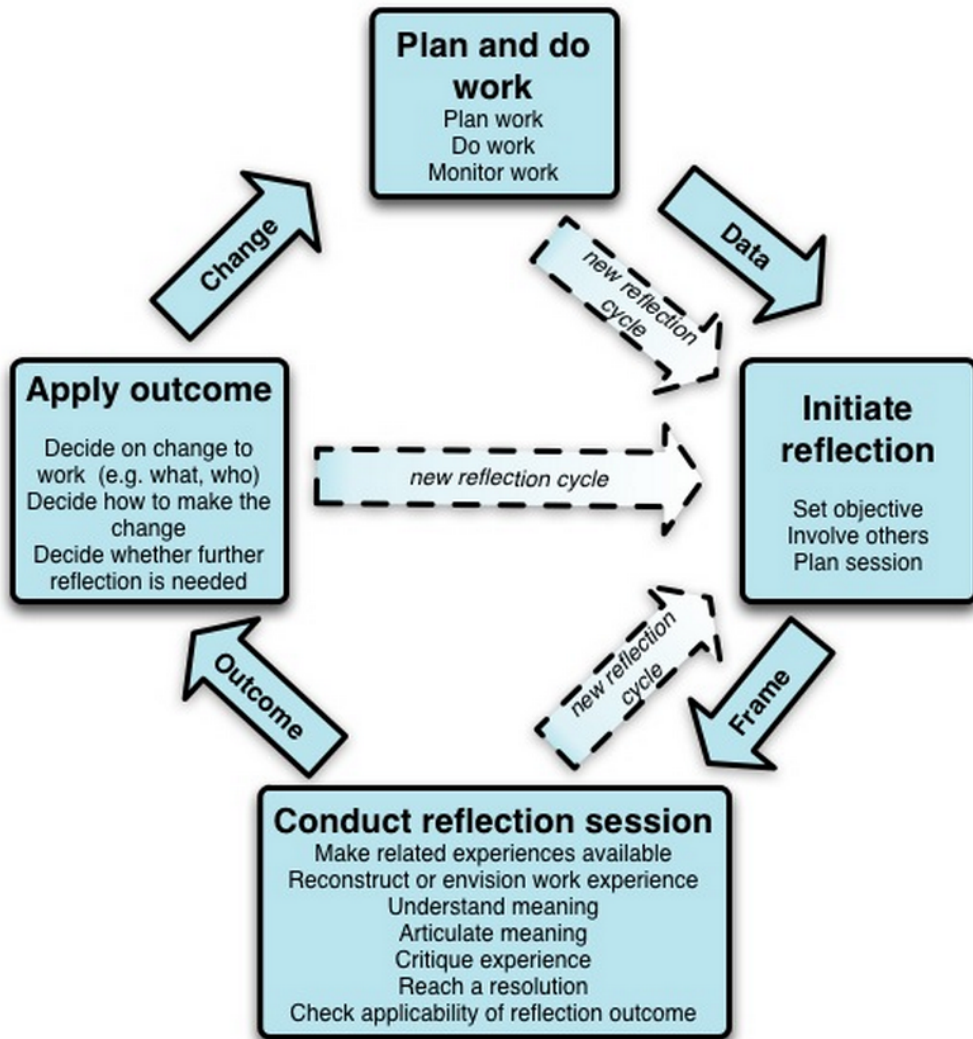 Plan and do
work
Plan work
Do work
Monitor work
Change
Data
new reflection
cycle
Apply outcome
Decide on change to
work (e.g. what, who)
Decide how to make the
change
Decide whether further
reflection is needed
new reflection cycle
Initiate
reflection
Set objective
Involve others
Plan session
Outcome
new reflection
cycle
Frame
Conduct reflection session
Make related experiences available
Reconstruct or envision work experience
Understand meaning
Articulate meaning
Critique experience
Reach a resolution
Check applicability of reflection outcome